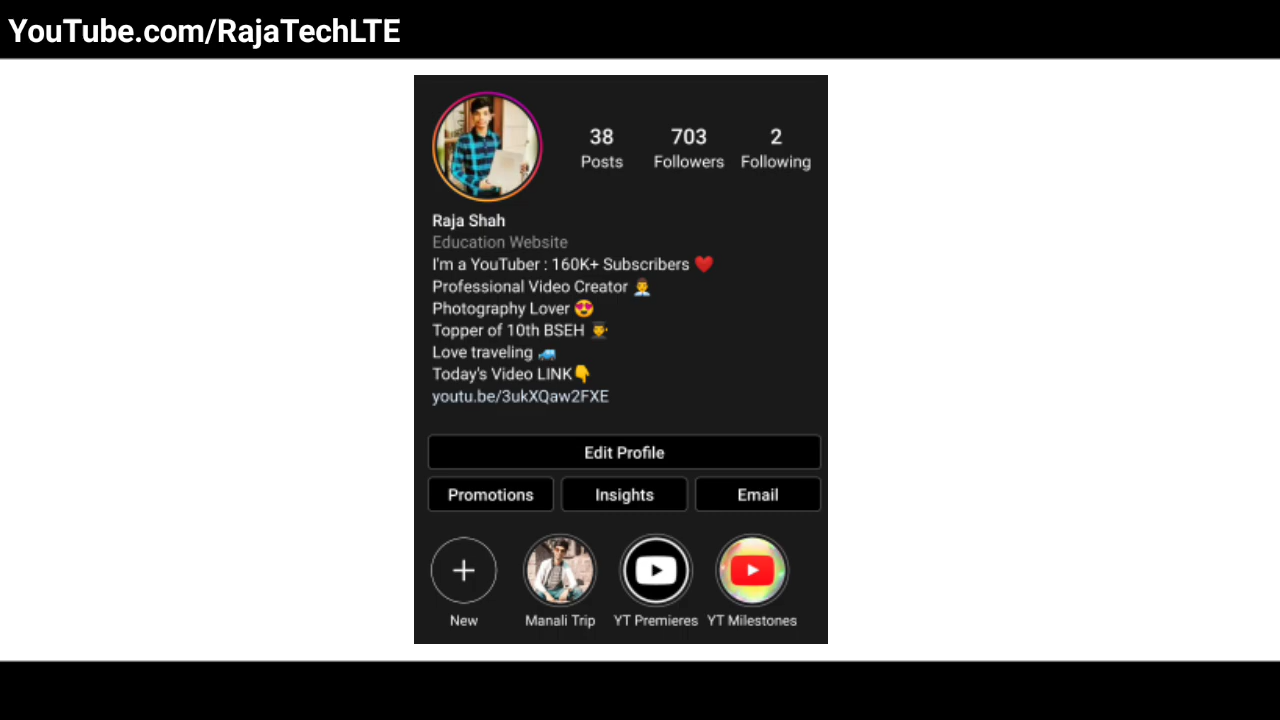 YouTube.com/RajaTechLTE
38 703 2
Posts Followers Following
Raja Shah
Education Website
I'm a YouTuber : 160K+ Subscribers ❤️
Professional Video Creator 👨‍💼
Photography Lover 😍
Topper of 10th BSEH 👨‍🎓
Love traveling 🚙
Today's Video LINK👇
youtu.be/3ukXQaw2FXE
Edit Profile
Promotions Insights Email
New Manali Trip YT Premieres YT Milestones